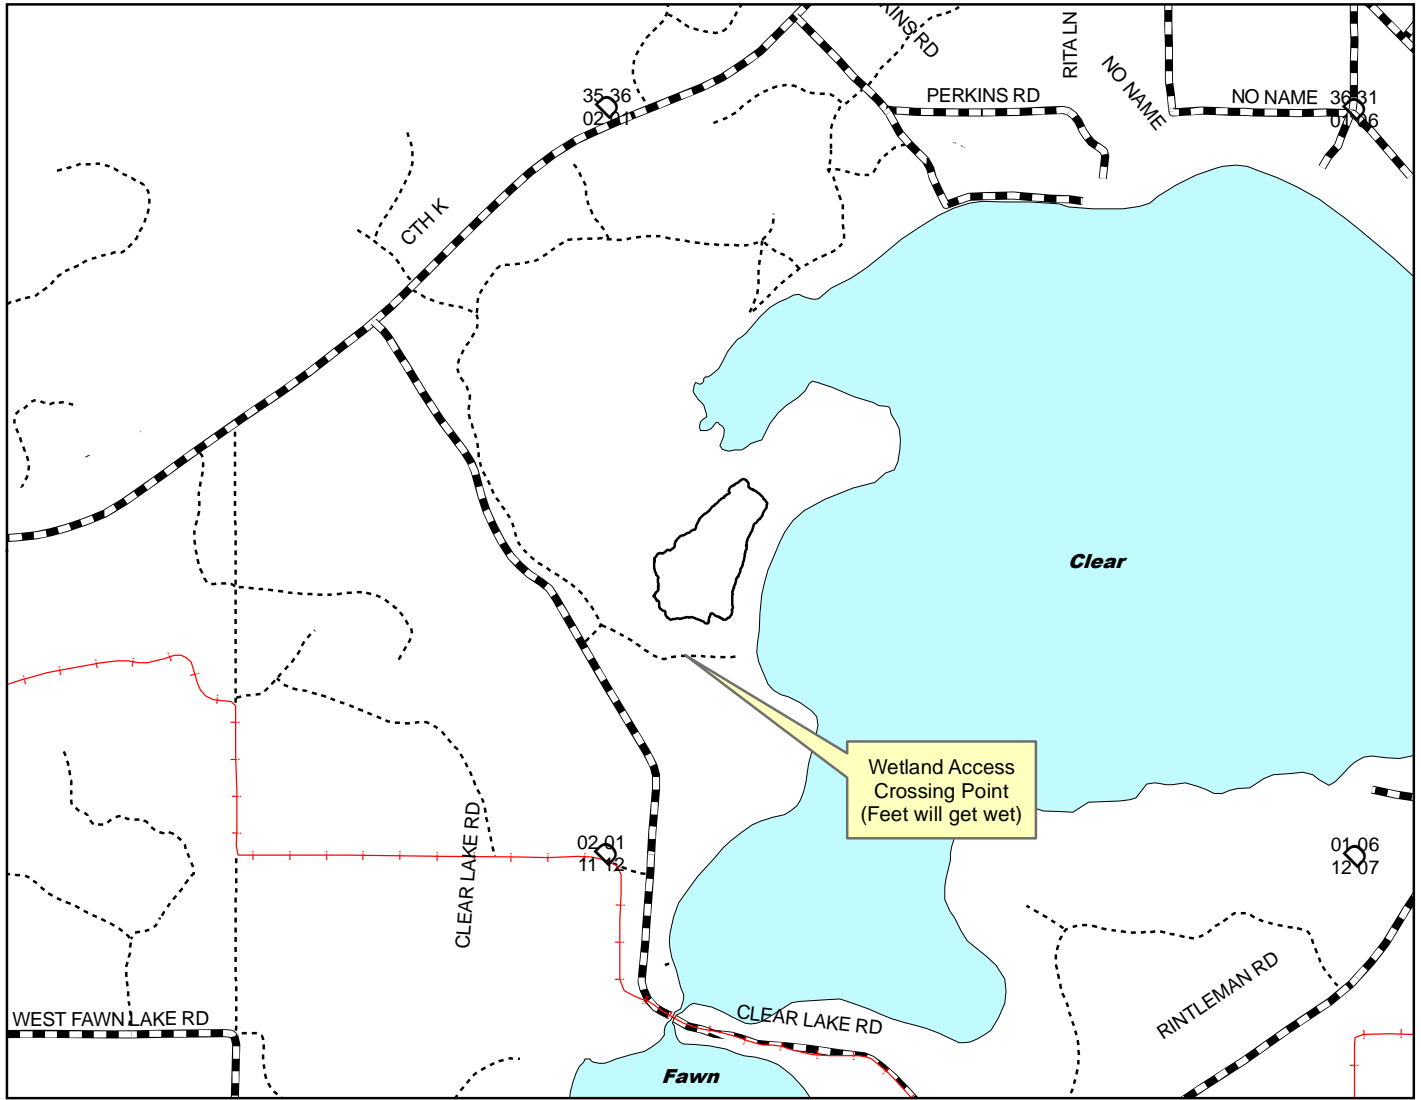 KINS RD
RITA LN
NO NAME
PERKINS RD
NO NAME
35 36
02 01
36 31
01 06
CTH K
Clear
Wetland Access
Crossing Point
(Feet will get wet)
CLEAR LAKE RD
02 01
11 12
01 06
12 07
WEST FAWN LAKE RD
CLEAR LAKE RD
RINTLEMAN RD
Fawn